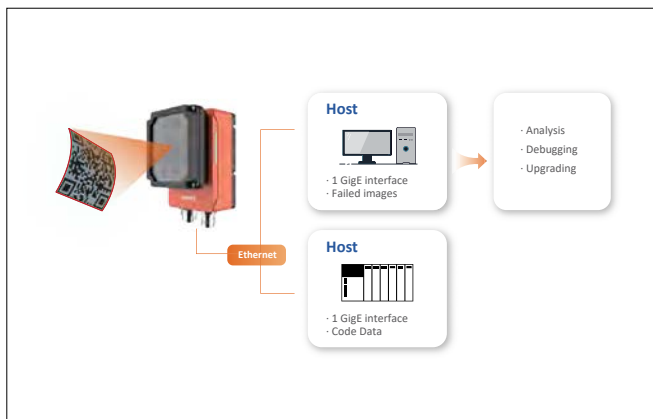 Host
· 1 GigE interface
· Failed images
· Analysis
· Debugging
· Upgrading
Ethernet
Host
· 1 GigE interface
· Code Data